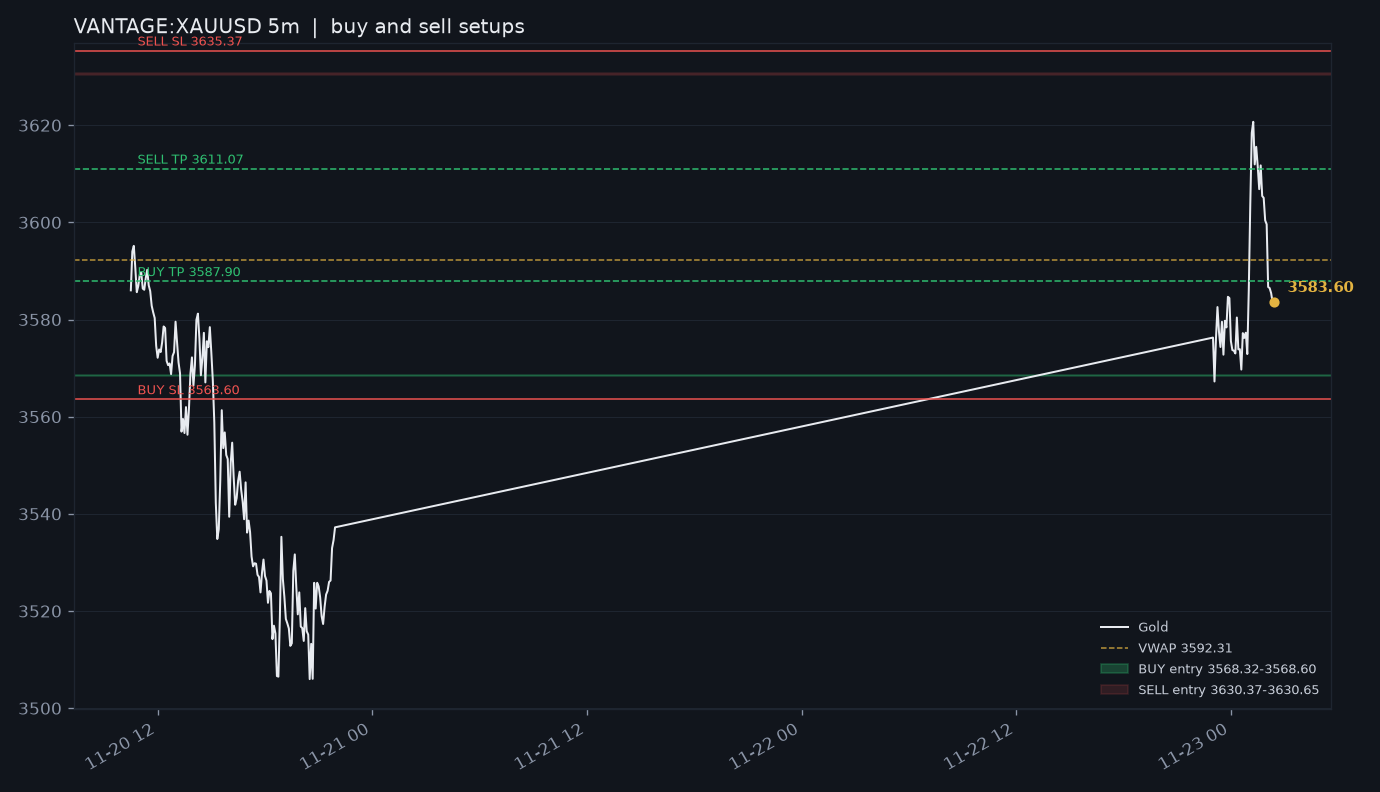 VANTAGE:XAUUSD 5m | buy and sell setups
SELL SL 3635.37
3620
SELL TP 3611.07
3600
BUY TP 3587.90
3583.60
3580
BUY SL 3563.60
3560
3540
3520
Gold
VWAP 3592.31
BUY entry 3568.32-3568.60
SELL entry 3630.37-3630.65
3500
11-20 12
11-21 00
11-21 12
11-22 00
11-22 12
11-23 00